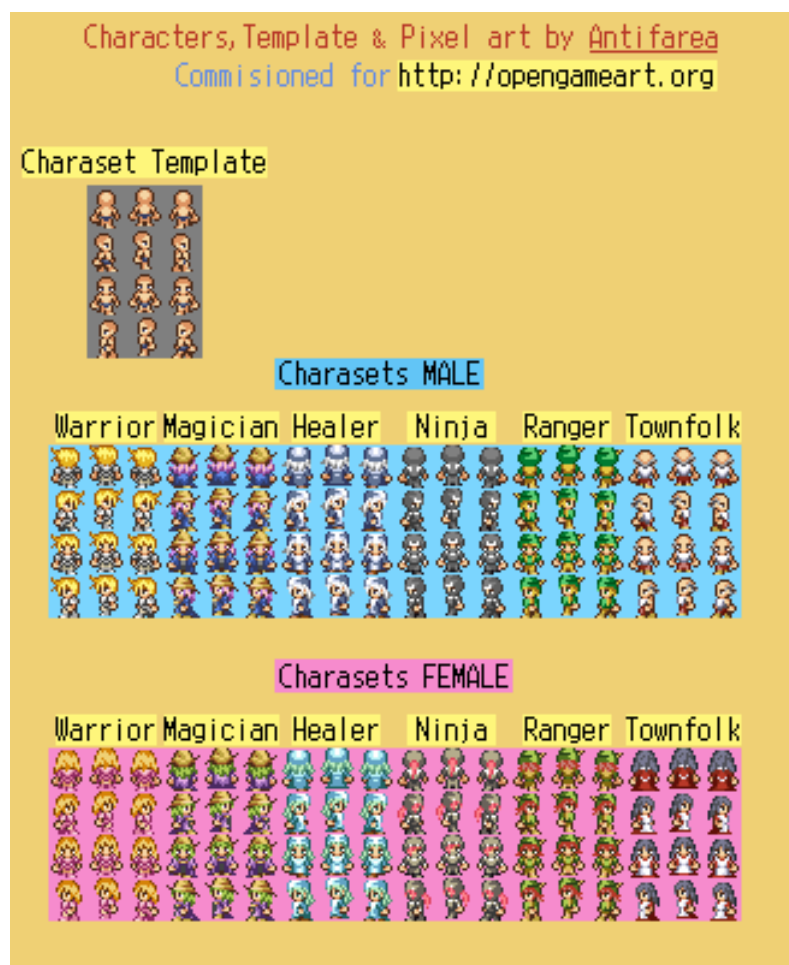 Characters, Template & Pixel art by Antifarea
Commisioned for http://opengameart.org
Charaset Template
Charasets MALE
Warrior Magician Healer Ninja Ranger Townfolk
Charasets FEMALE
Warrior Magician Healer Ninja Ranger Townfolk